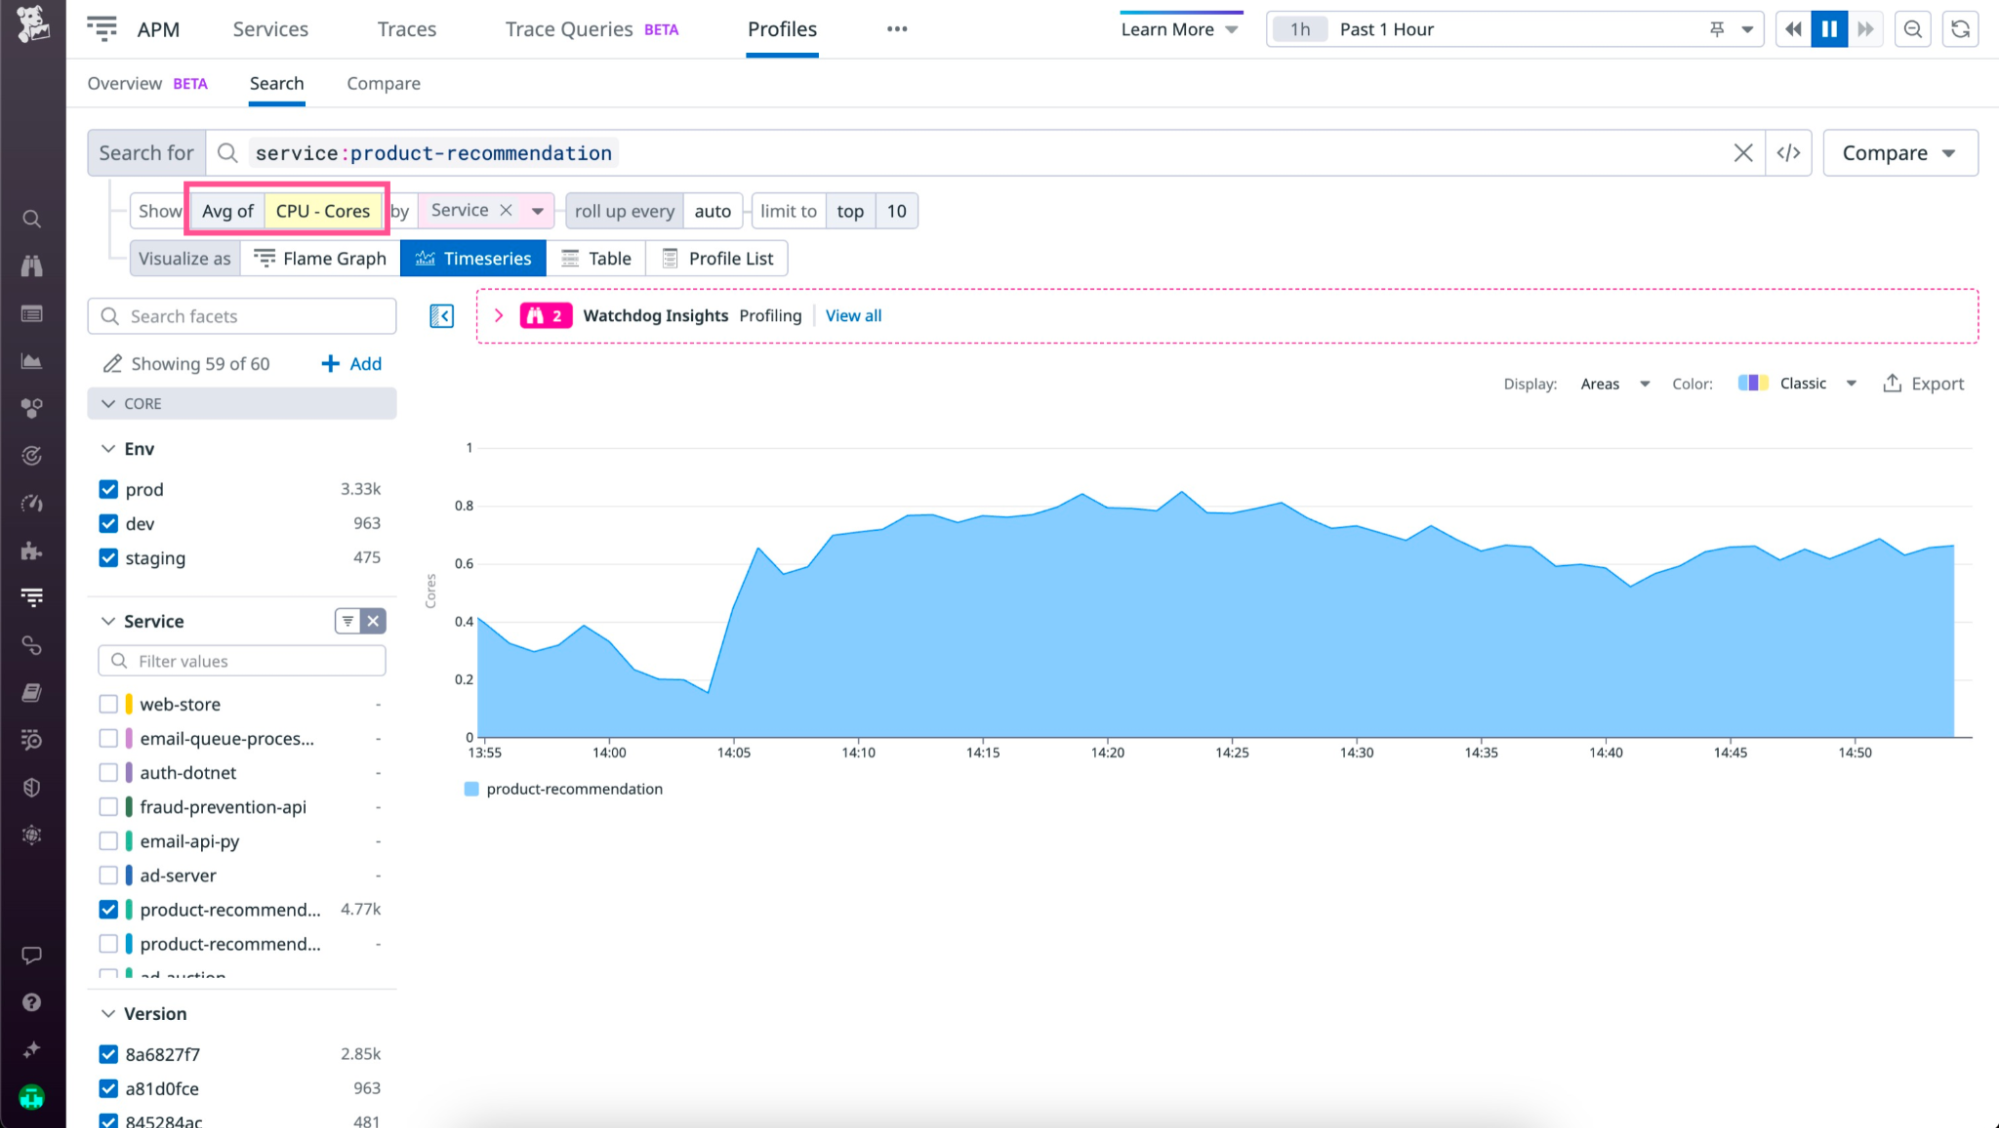 APM Services Traces Trace Queries BETA Profiles ••• Learn More 1h Past 1 Hour
Overview BETA Search Compare
Search for service:product-recommendation </> Compare
Show Avg of CPU - Cores by Service roll up every auto limit to top 10
Visualize as Flame Graph Timeseries Table Profile List
Search facets
2 Watchdog Insights Profiling View all
Showing 59 of 60 + Add
Display: Areas Color: Classic Export
CORE
Env
prod 3.33k
dev 963
staging 475
Service
Filter values
web-store -
email-queue-proces... -
auth-dotnet -
fraud-prevention-api -
email-api-py -
ad-server -
product-recommend... 4.77k
product-recommend... -
ad-auction
Version
8a6827f7 2.85k
a81d0fce 963
845284ac 481
Cores
1
0.8
0.6
0.4
0.2
0
13:55 14:00 14:05 14:10 14:15 14:20 14:25 14:30 14:35 14:40 14:45 14:50
product-recommendation